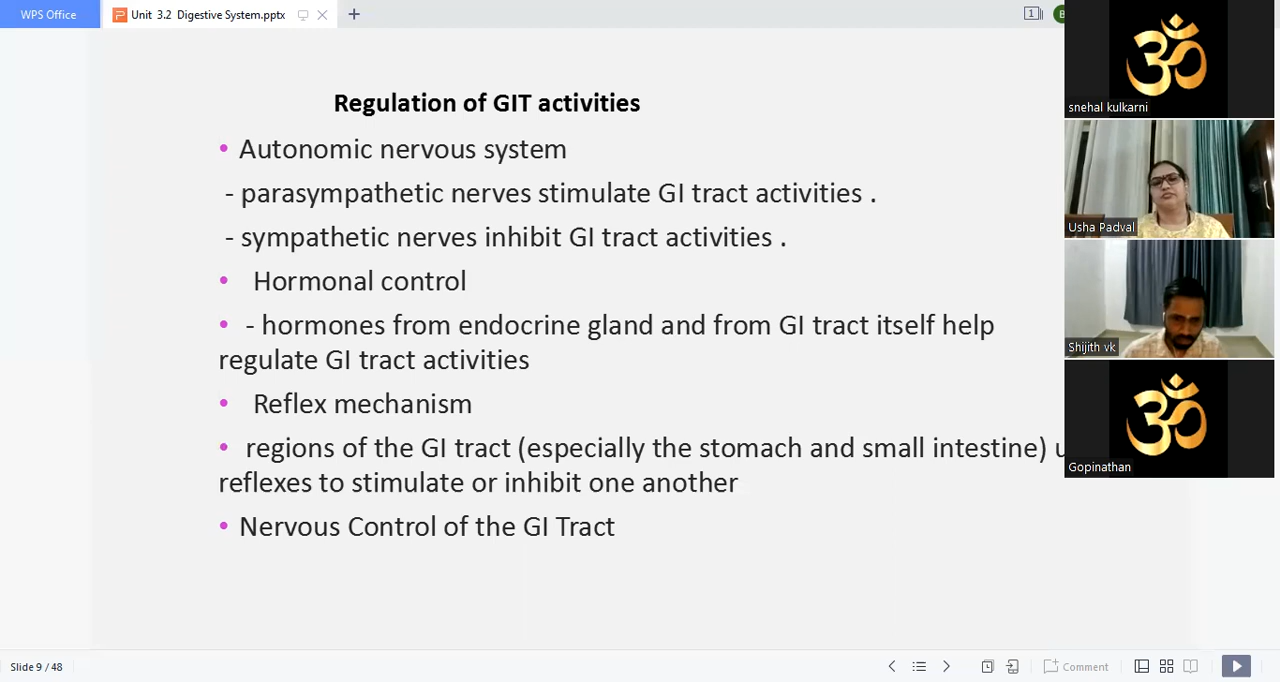 WPS Office
Unit 3.2 Digestive System.pptx
1
snehal kulkarni
Regulation of GIT activities
• Autonomic nervous system
- parasympathetic nerves stimulate GI tract activities .
- sympathetic nerves inhibit GI tract activities .
Usha Padval
• Hormonal control
• - hormones from endocrine gland and from GI tract itself help
regulate GI tract activities
Shijith vk
• Reflex mechanism
• regions of the GI tract (especially the stomach and small intestine)
reflexes to stimulate or inhibit one another
Gopinathan
• Nervous Control of the GI Tract
Slide 9 / 48
Comment